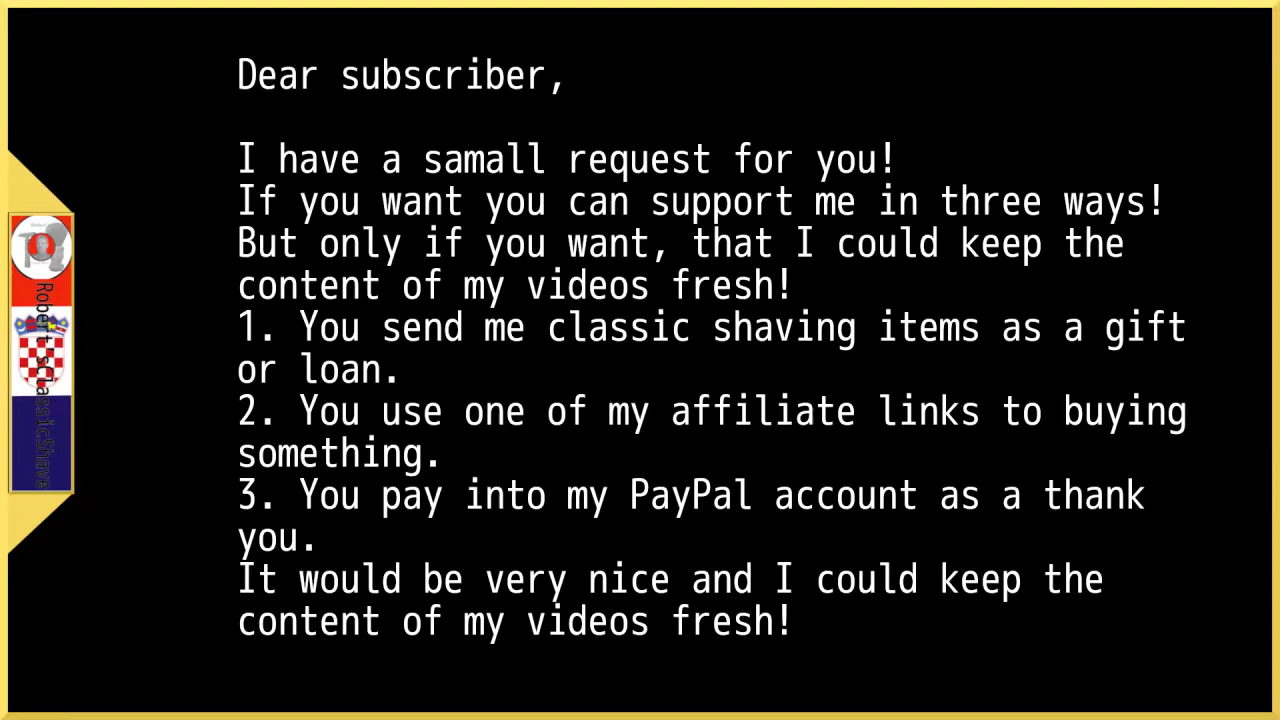 Dear subscriber,
I have a samall request for you!
If you want you can support me in three ways!
But only if you want, that I could keep the
content of my videos fresh!
1. You send me classic shaving items as a gift
or loan.
2. You use one of my affiliate links to buying
something.
3. You pay into my PayPal account as a thank
you.
It would be very nice and I could keep the
content of my videos fresh!
Robert'sClassicShave